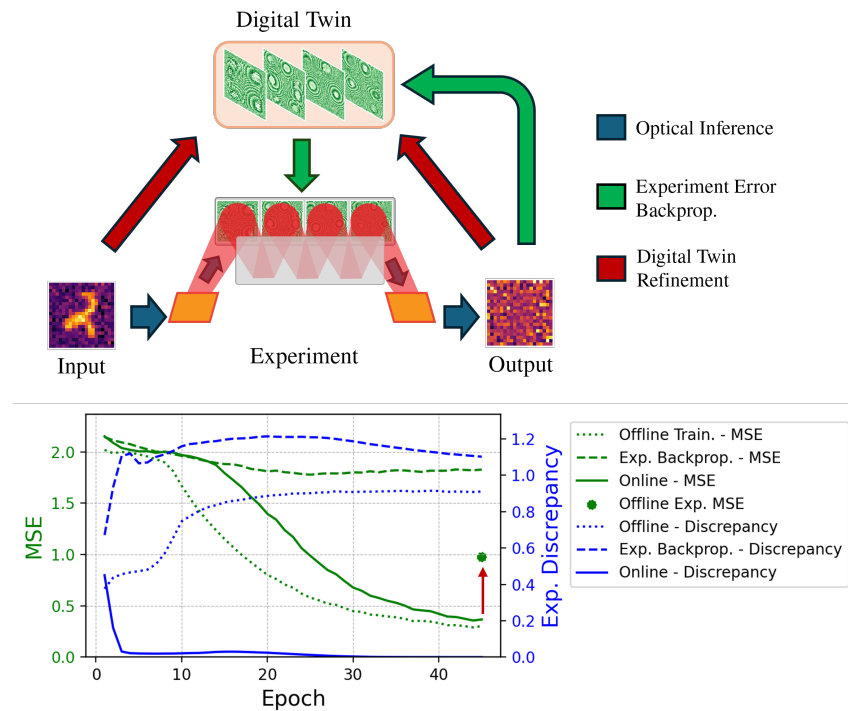 Digital Twin
Optical Inference
Experiment Error
Backprop.
Digital Twin
Refinement
Input
Experiment
Output
MSE
2.0
1.5
1.0
0.5
0.0
0
10
20
30
40
Epoch
1.2
1.0
0.8
0.6
0.4
0.2
0.0
Exp. Discrepancy
Offline Train. - MSE
Exp. Backprop. - MSE
Online - MSE
Offline Exp. MSE
Offline - Discrepancy
Exp. Backprop. - Discrepancy
Online - Discrepancy